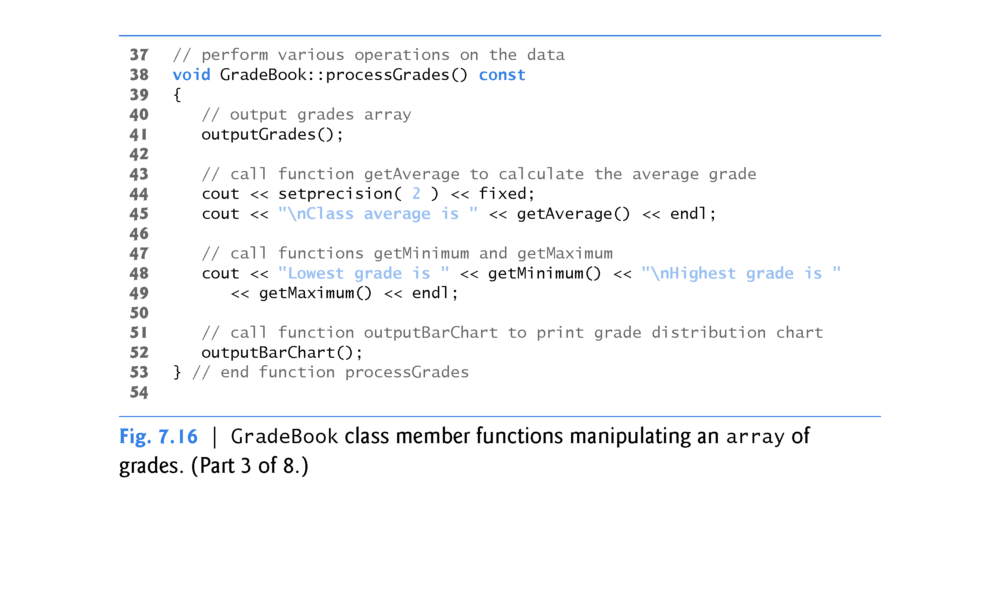 37 // perform various operations on the data
38 void GradeBook::processGrades() const
39 {
40 // output grades array
41 outputGrades();
42
43 // call function getAverage to calculate the average grade
44 cout << setprecision( 2 ) << fixed;
45 cout << "\nClass average is " << getAverage() << endl;
46
47 // call functions getMinimum and getMaximum
48 cout << "Lowest grade is " << getMinimum() << "\nHighest grade is "
49 << getMaximum() << endl;
50
51 // call function outputBarChart to print grade distribution chart
52 outputBarChart();
53 } // end function processGrades
54
Fig. 7.16 | GradeBook class member functions manipulating an array of
grades. (Part 3 of 8.)